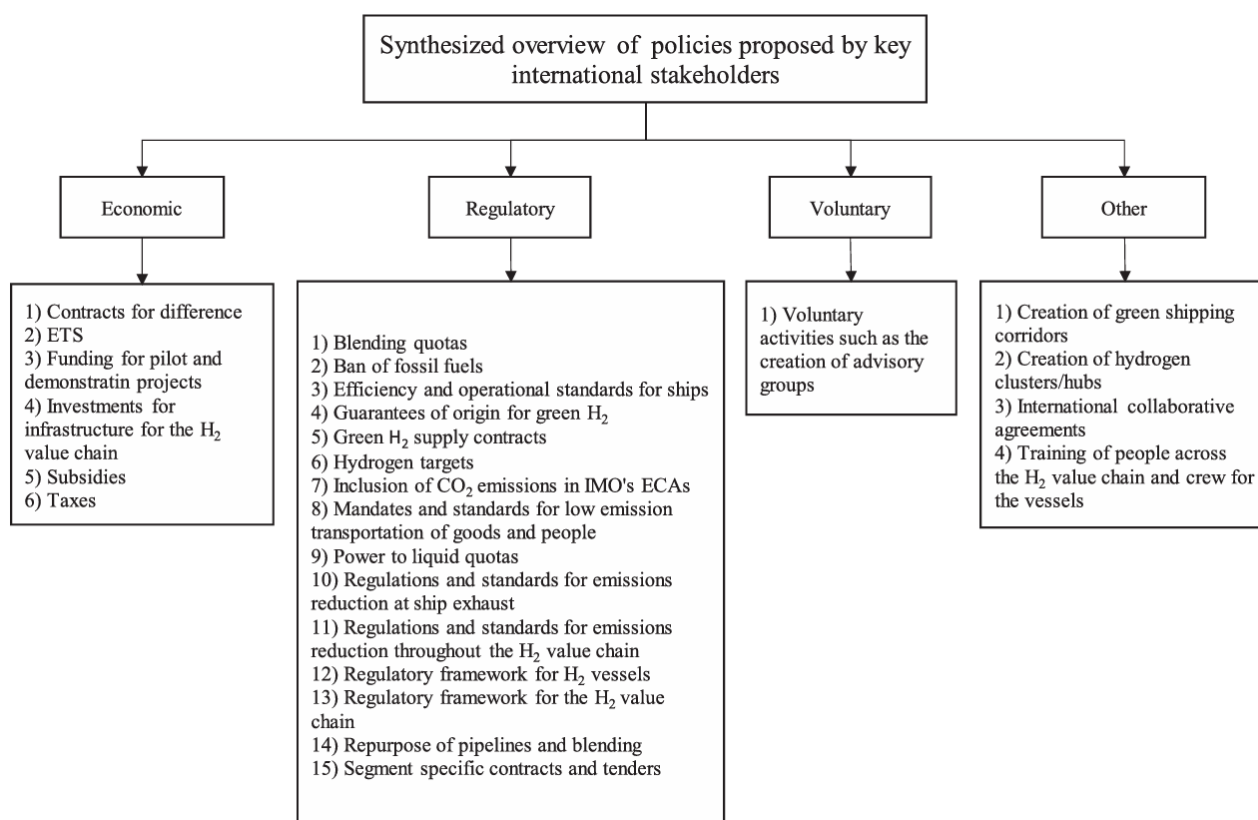 Synthesized overview of policies proposed by key
international stakeholders
Economic
Regulatory
Voluntary
Other
1) Contracts for difference
2) ETS
3) Funding for pilot and
demonstratin projects
4) Investments for
infrastructure for the H₂
value chain
5) Subsidies
6) Taxes
1) Blending quotas
2) Ban of fossil fuels
3) Efficiency and operational standards for ships
4) Guarantees of origin for green H₂
5) Green H₂ supply contracts
6) Hydrogen targets
7) Inclusion of CO₂ emissions in IMO's ECAs
8) Mandates and standards for low emission
transportation of goods and people
9) Power to liquid quotas
10) Regulations and standards for emissions
reduction at ship exhaust
11) Regulations and standards for emissions
reduction throughout the H₂ value chain
12) Regulatory framework for H₂ vessels
13) Regulatory framework for the H₂ value
chain
14) Repurpose of pipelines and blending
15) Segment specific contracts and tenders
1) Voluntary
activities such as the
creation of advisory
groups
1) Creation of green shipping
corridors
2) Creation of hydrogen
clusters/hubs
3) International collaborative
agreements
4) Training of people across
the H₂ value chain and crew for
the vessels